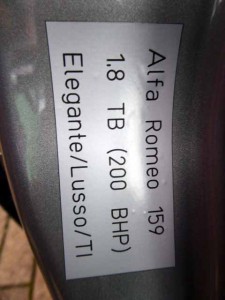 Alfa Romeo 159
1.8 TB (200 BHP)
Elegante/Lusso/TI